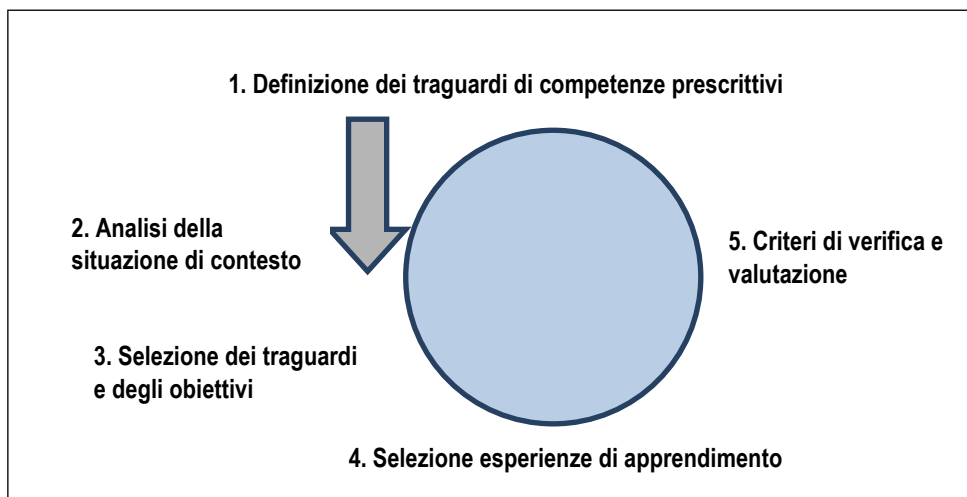 1. Definizione dei traguardi di competenze prescrittivi
2. Analisi della
situazione di contesto
3. Selezione dei traguardi
e degli obiettivi
4. Selezione esperienze di apprendimento
5. Criteri di verifica e
valutazione